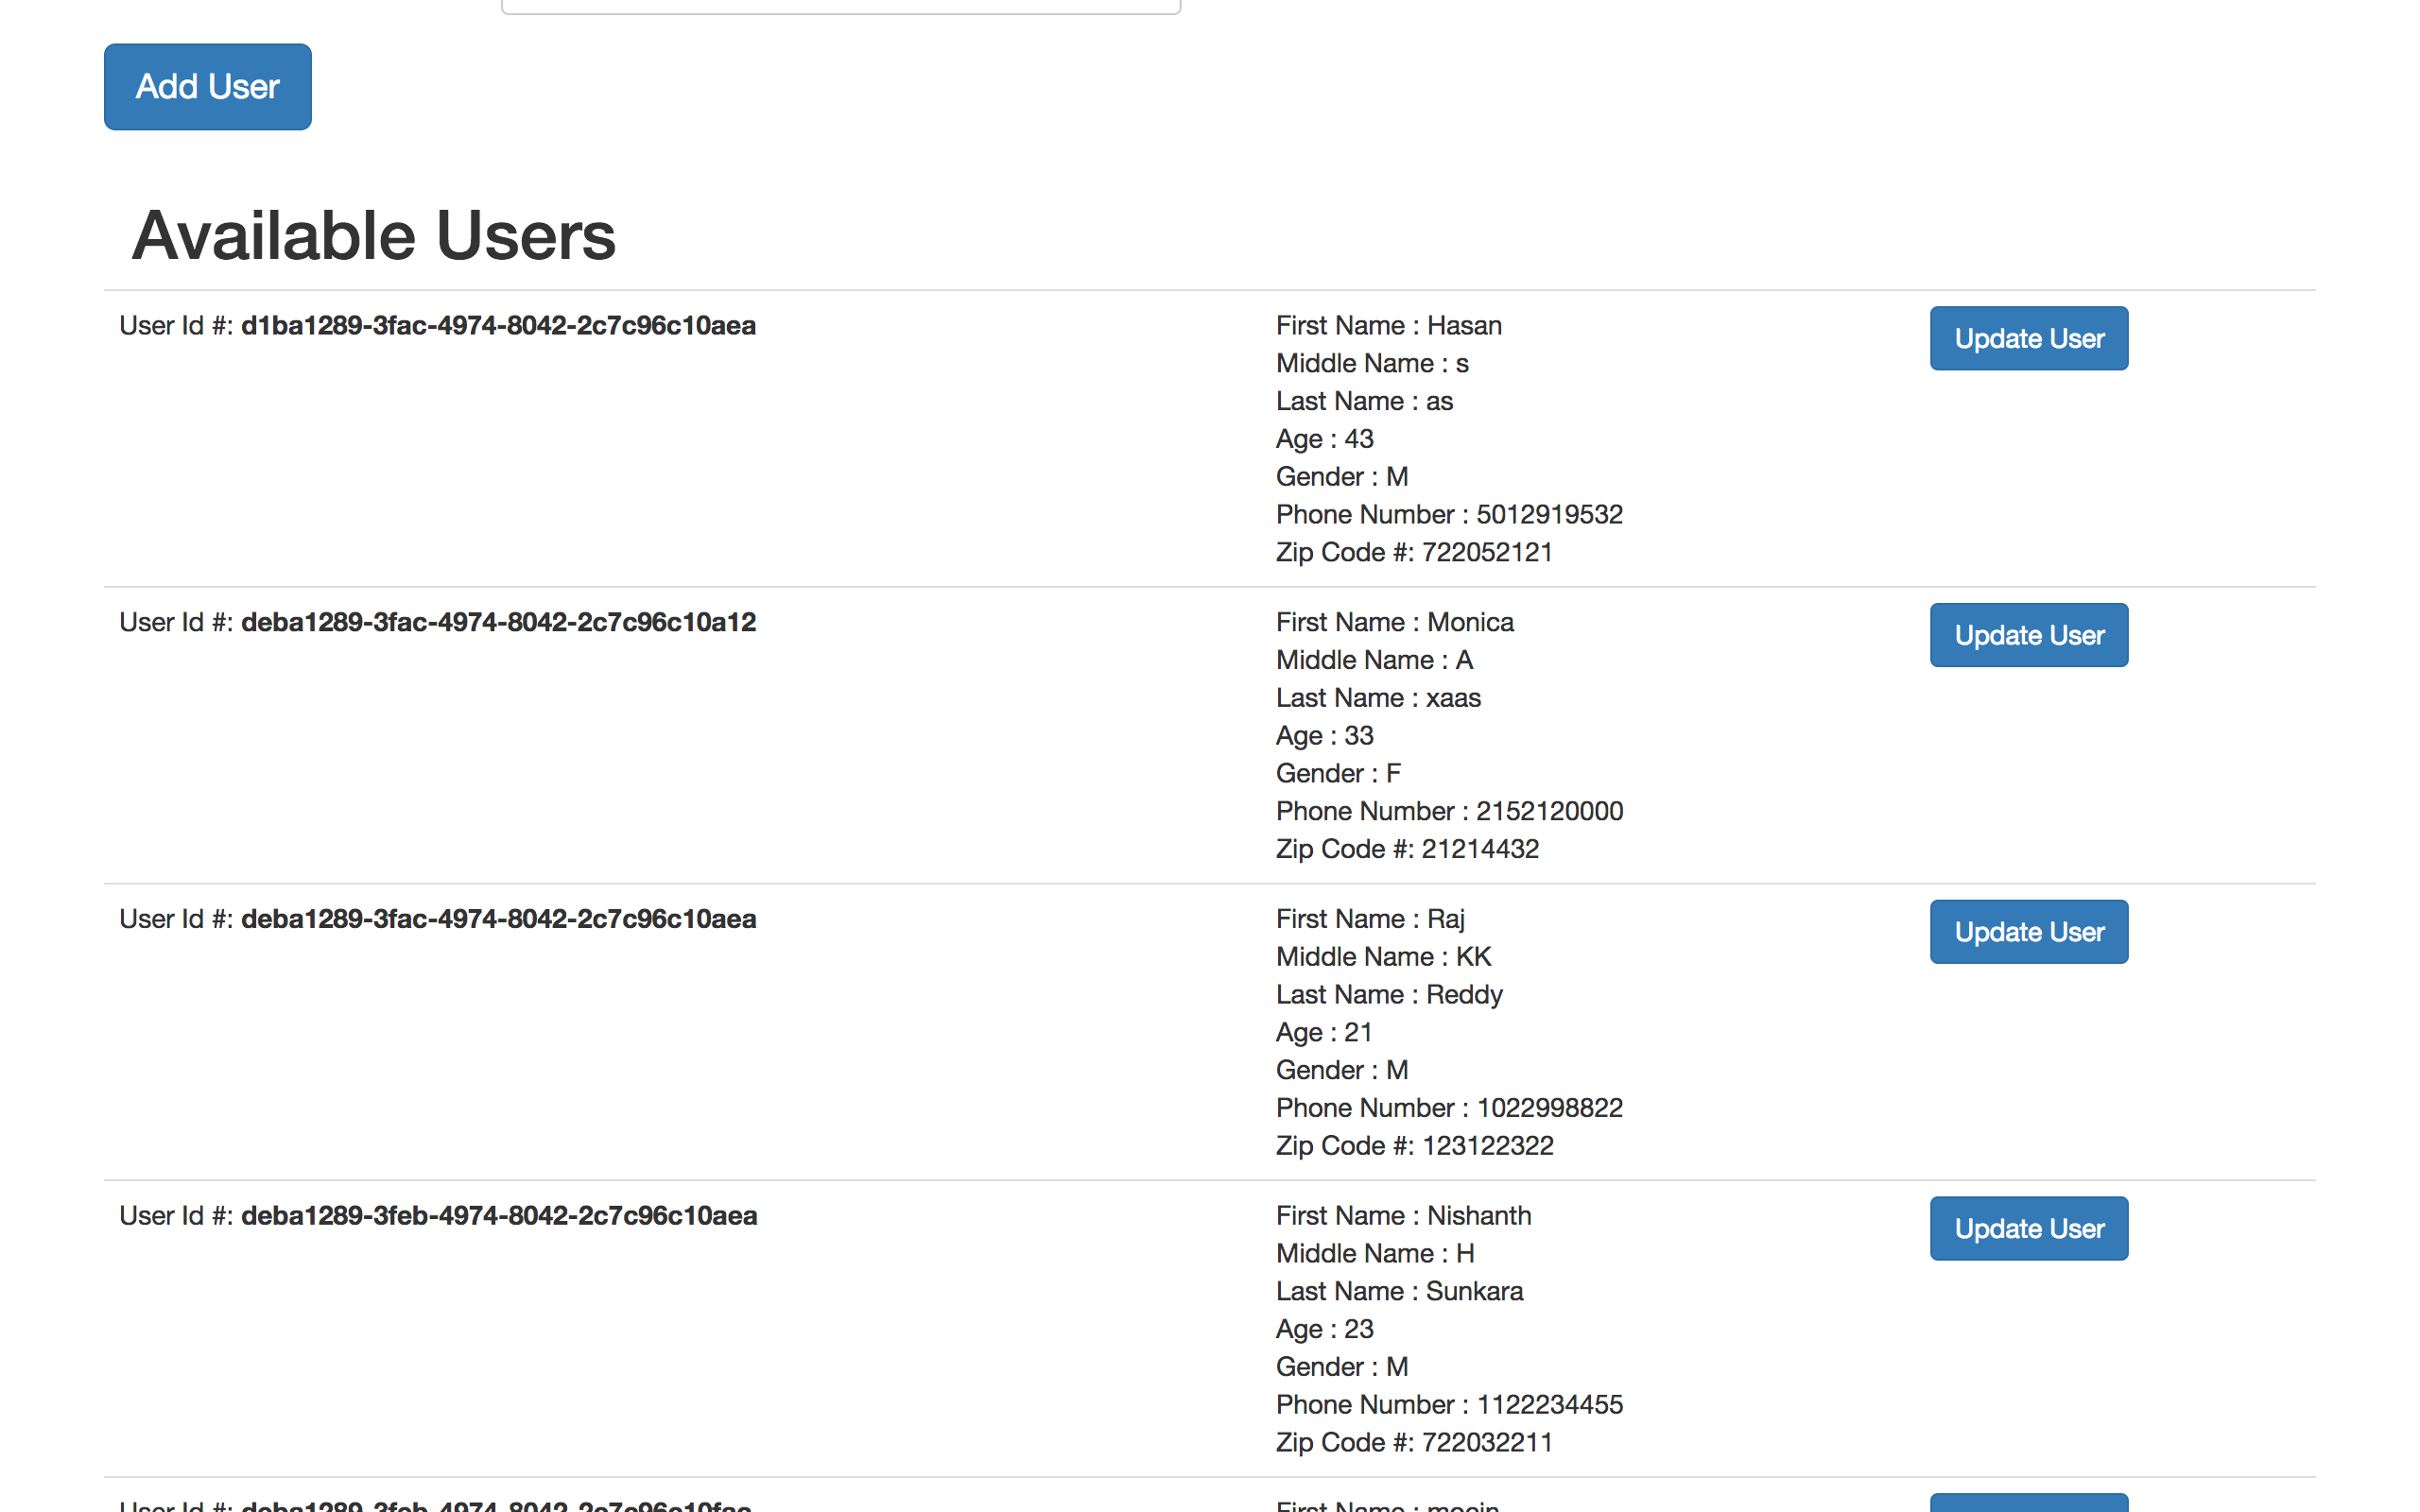 Add User
Available Users
User Id #: d1ba1289-3fac-4974-8042-2c7c96c10aea
First Name : Hasan
Middle Name : s
Last Name : as
Age : 43
Gender : M
Phone Number : 5012919532
Zip Code #: 722052121
Update User
User Id #: deba1289-3fac-4974-8042-2c7c96c10a12
First Name : Monica
Middle Name : A
Last Name : xaas
Age : 33
Gender : F
Phone Number : 2152120000
Zip Code #: 21214432
Update User
User Id #: deba1289-3fac-4974-8042-2c7c96c10aea
First Name : Raj
Middle Name : KK
Last Name : Reddy
Age : 21
Gender : M
Phone Number : 1022998822
Zip Code #: 123122322
Update User
User Id #: deba1289-3feb-4974-8042-2c7c96c10aea
First Name : Nishanth
Middle Name : H
Last Name : Sunkara
Age : 23
Gender : M
Phone Number : 1122234455
Zip Code #: 722032211
Update User
User Id #: deba1289-3feb-4974-8042-2c7c96c10fac
First Name :